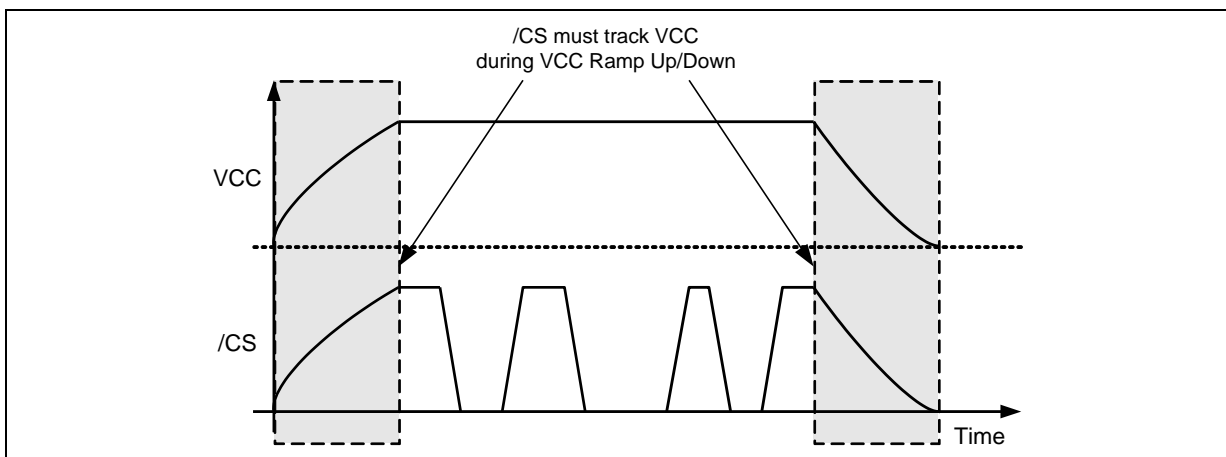 /CS must track VCC
during VCC Ramp Up/Down
VCC
/CS
Time